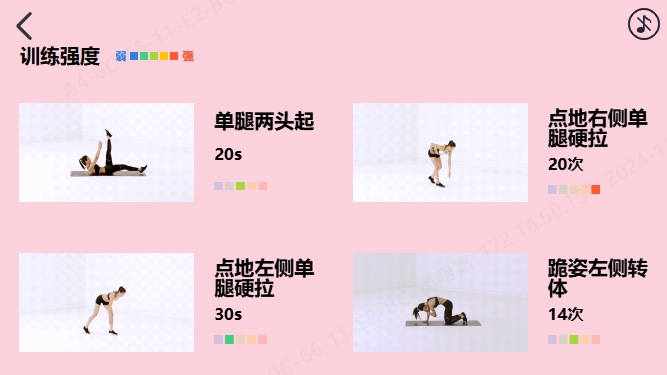 训练强度
弱 强
单腿两头起
20s
点地右侧单
腿硬拉
20次
点地左侧单
腿硬拉
30s
跪姿左侧转
体
14次